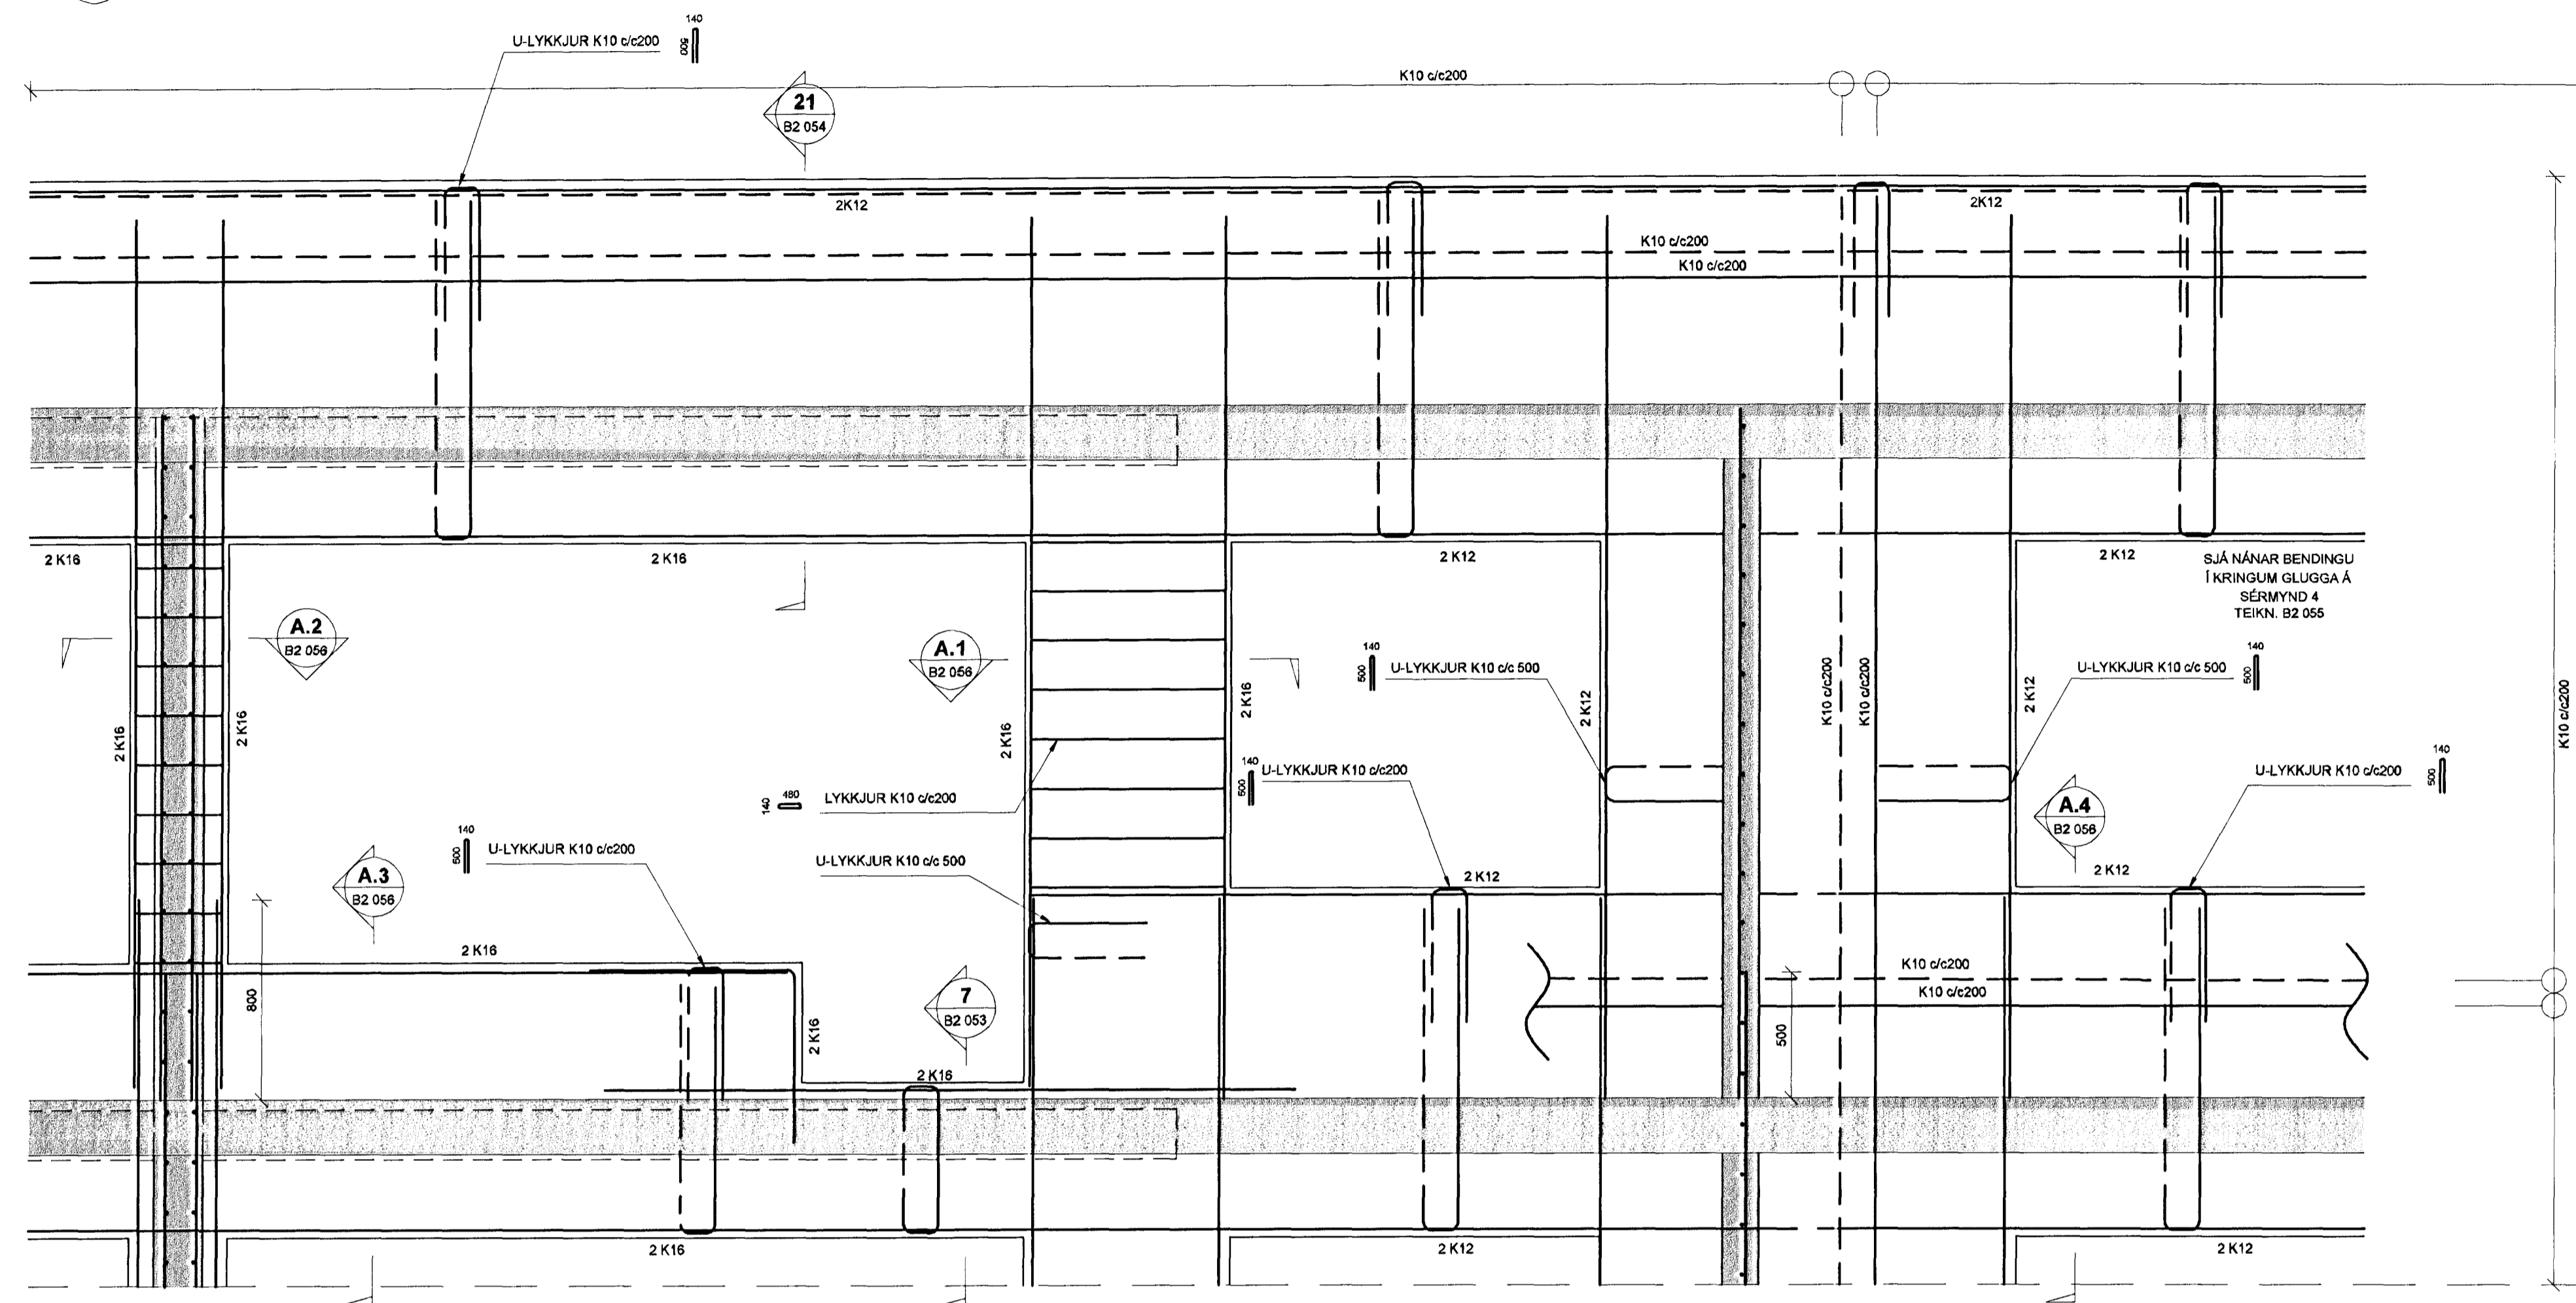 140
U-LYKKJUR K10 c/c200
500
K10 c/c200
21
B2 054
2K12
2K12
K10 c/c200
K10 c/c200
2 K16
2 K16
2 K12
2 K12
SJÁ NÁNAR BENDINGU
Í KRINGUM GLUGGA Á
SÉRMYND 4
TEIKN. B2 055
A.2
B2 056
A.1
B2 056
140
500
U-LYKKJUR K10 c/c 500
U-LYKKJUR K10 c/c 500
140
500
2 K16
2 K16
2 K16
2 K16
2 K12
K10 c/c200
K10 c/c200
2 K12
K10 c/c200
140
500
U-LYKKJUR K10 c/c200
U-LYKKJUR K10 c/c200
140
500
140
480
LYKKJUR K10 c/c200
A.4
B2 056
140
500
U-LYKKJUR K10 c/c200
U-LYKKJUR K10 c/c 500
A.3
B2 056
2 K12
2 K12
2 K16
K10 c/c200
K10 c/c200
800
7
B2 053
2 K16
500
2 K16
2 K16
2 K12
2 K12